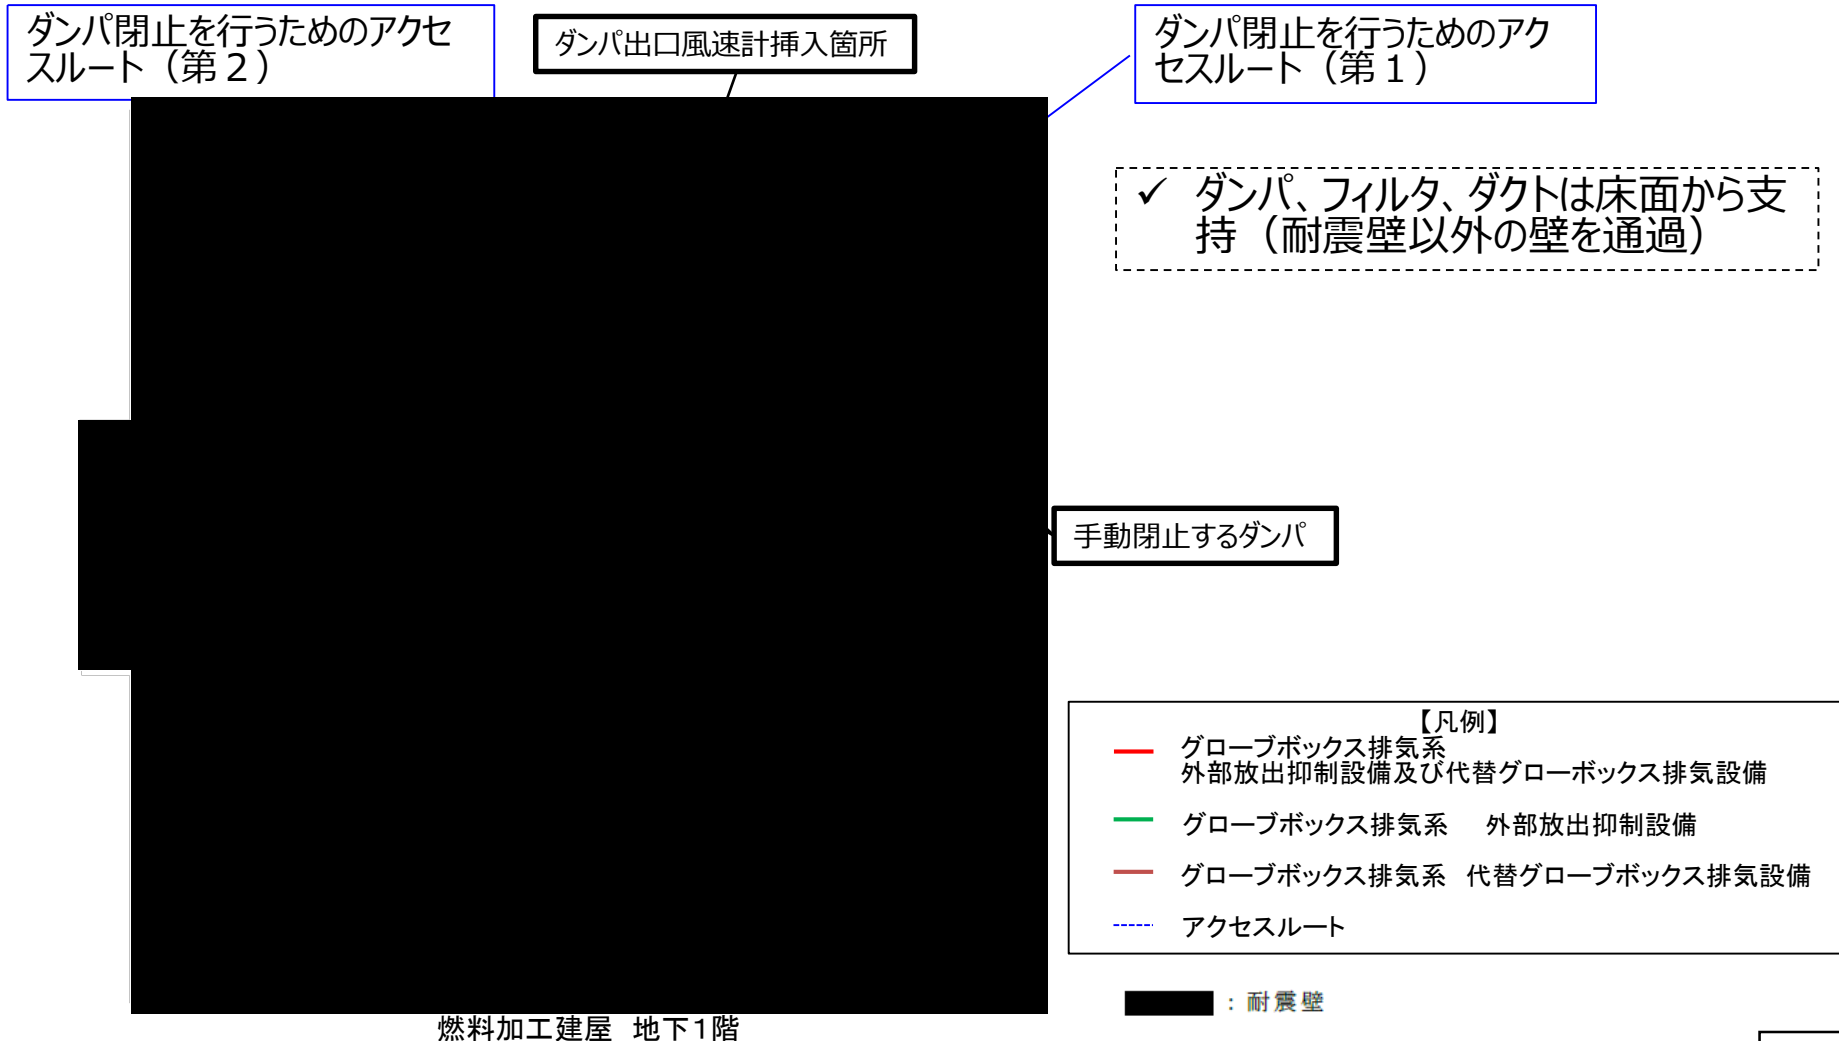 ダンパ閉止を行うためのアクセ
スルート（第２）
ダンパ出口風速計挿入箇所
ダンパ閉止を行うためのアク
セスルート（第１）
✓ ダンパ、フィルタ、ダクトは床面から支
持（耐震壁以外の壁を通過）
手動閉止するダンパ
【凡例】
グローブボックス排気系
外部放出抑制設備及び代替グローボックス排気設備
グローブボックス排気系　外部放出抑制設備
グローブボックス排気系　代替グローブボックス排気設備
アクセスルート
：耐震壁
燃料加工建屋　地下１階